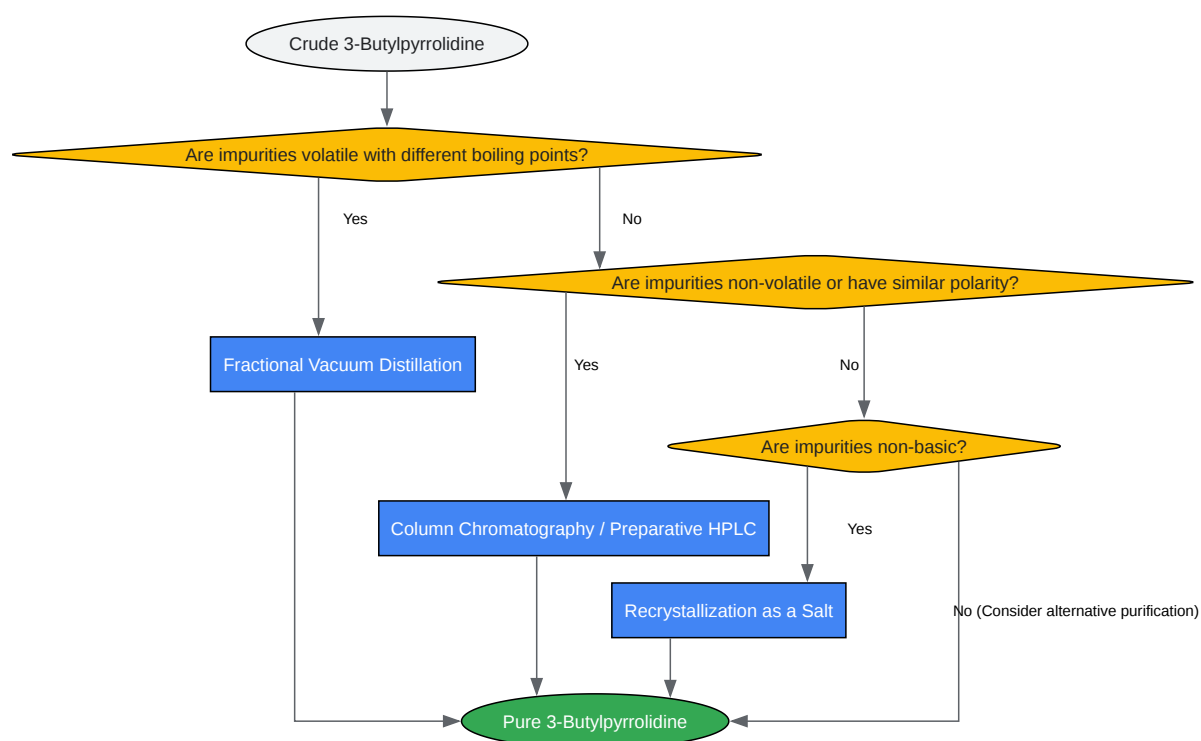 Crude 3-Butylpyrrolidine
Are impurities volatile with different boiling points?
Yes
No
Are impurities non-volatile or have similar polarity?
Fractional Vacuum Distillation
Yes
No
Are impurities non-basic?
Column Chromatography / Preparative HPLC
Yes
Recrystallization as a Salt
No (Consider alternative purification)
Pure 3-Butylpyrrolidine